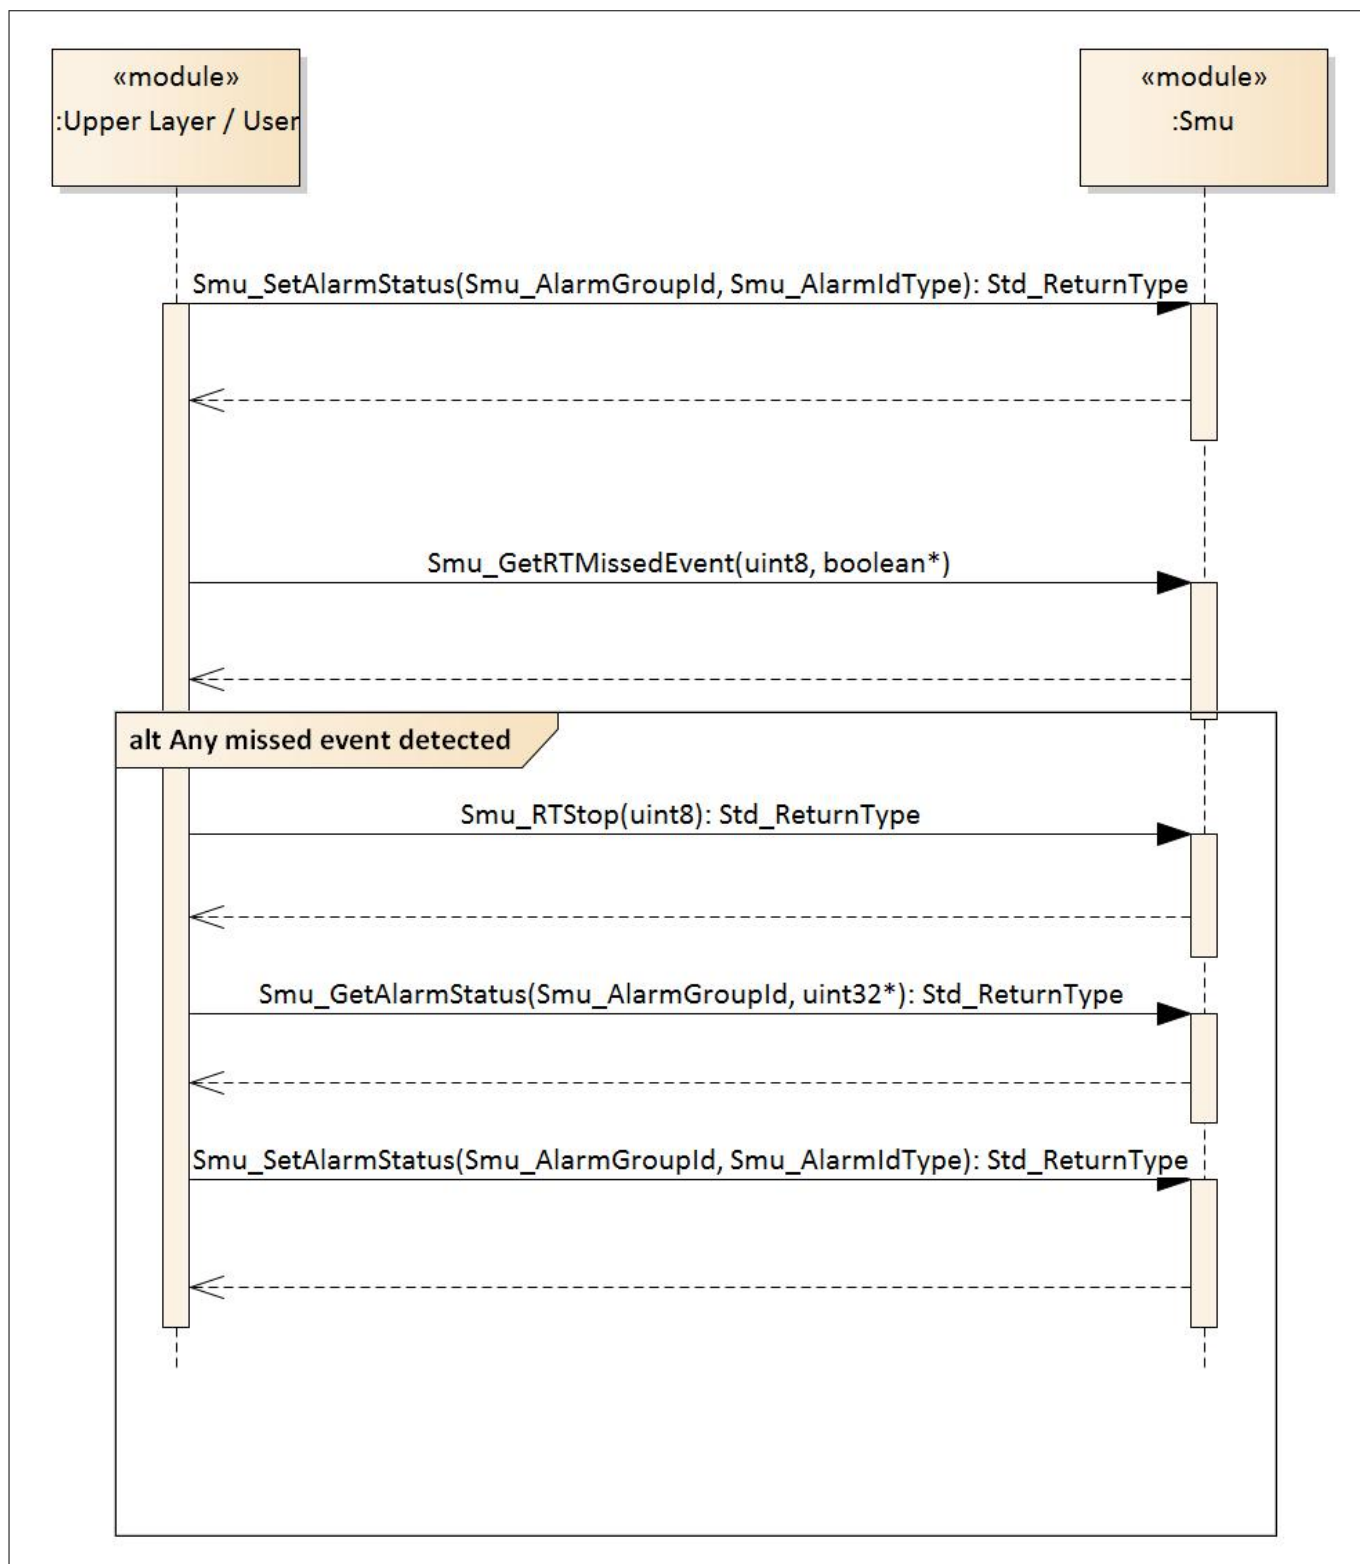 «module»
:Upper Layer / User
«module»
:Smu
Smu_SetAlarmStatus(Smu_AlarmGroupId, Smu_AlarmIdType): Std_ReturnType
Smu_GetRTMissedEvent(uint8, boolean*)
alt Any missed event detected
Smu_RTStop(uint8): Std_ReturnType
Smu_GetAlarmStatus(Smu_AlarmGroupId, uint32*): Std_ReturnType
Smu_SetAlarmStatus(Smu_AlarmGroupId, Smu_AlarmIdType): Std_ReturnType